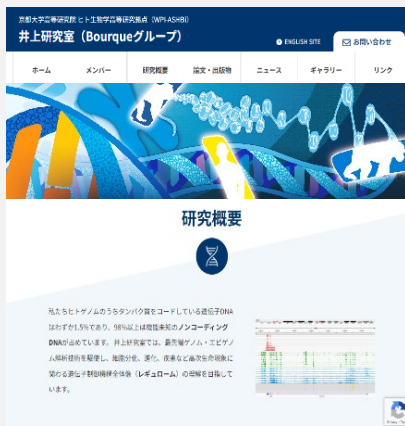 京都大学高等研究院 ヒト生物学高等研究拠点（WPI-ASHBi）
井上研究室（Bourqueグループ）
ENGLISH SITE
お問い合わせ
ホーム メンバー 研究概要 論文・出版物 ニュース ギャラリー リンク
研究概要
私たちヒトゲノムのうちタンパク質をコードしている遺伝子DNA
はわずか1.5%であり、98%以上は機能未知のノンコーディング
DNAが占めています。 井上研究室では、最先端ゲノム・エピゲノ
ム解析技術を駆使し、細胞分化、進化、疾患など高次生命現象に
関わる遺伝子制御機構全体像（レギュローム）の理解を目指して
います。